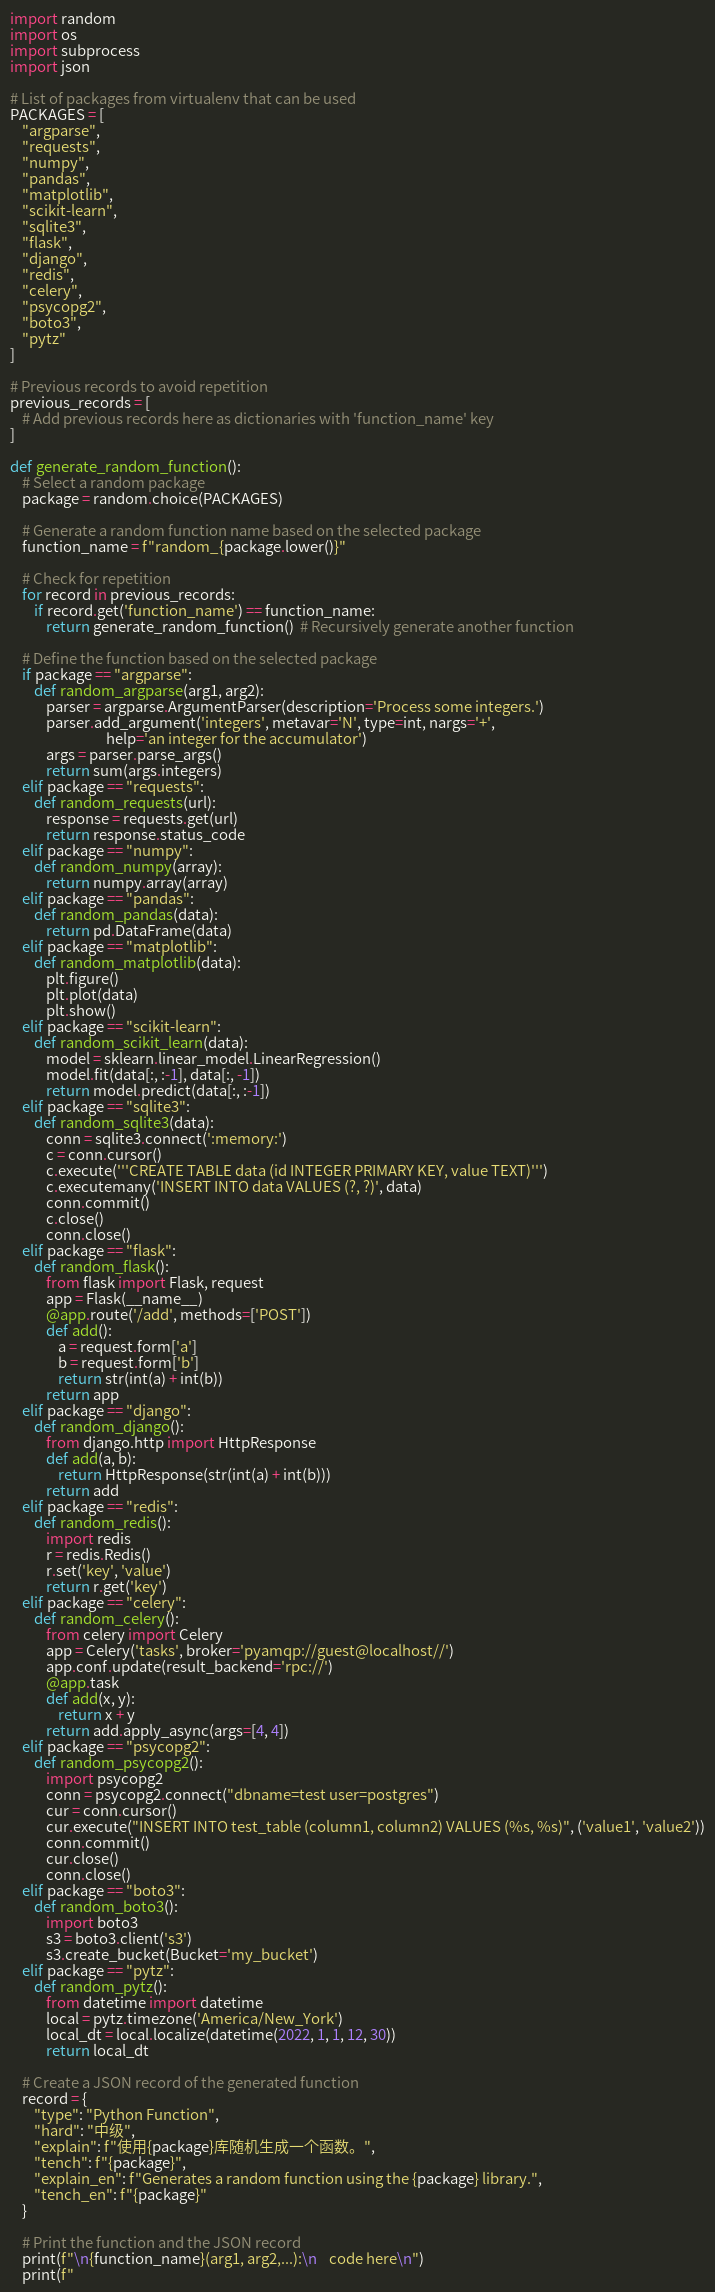 import random
import os
import subprocess
import json

# List of packages from virtualenv that can be used
PACKAGES = [
    "argparse",
    "requests",
    "numpy",
    "pandas",
    "matplotlib",
    "scikit-learn",
    "sqlite3",
    "flask",
    "django",
    "redis",
    "celery",
    "psycopg2",
    "boto3",
    "pytz"
]

# Previous records to avoid repetition
previous_records = [
    # Add previous records here as dictionaries with 'function_name' key
]

def generate_random_function():
    # Select a random package
    package = random.choice(PACKAGES)

    # Generate a random function name based on the selected package
    function_name = f"random_{package.lower()}"

    # Check for repetition
    for record in previous_records:
        if record.get('function_name') == function_name:
            return generate_random_function()  # Recursively generate another function

    # Define the function based on the selected package
    if package == "argparse":
        def random_argparse(arg1, arg2):
            parser = argparse.ArgumentParser(description='Process some integers.')
            parser.add_argument('integers', metavar='N', type=int, nargs='+',
                                help='an integer for the accumulator')
            args = parser.parse_args()
            return sum(args.integers)
    elif package == "requests":
        def random_requests(url):
            response = requests.get(url)
            return response.status_code
    elif package == "numpy":
        def random_numpy(array):
            return numpy.array(array)
    elif package == "pandas":
        def random_pandas(data):
            return pd.DataFrame(data)
    elif package == "matplotlib":
        def random_matplotlib(data):
            plt.figure()
            plt.plot(data)
            plt.show()
    elif package == "scikit-learn":
        def random_scikit_learn(data):
            model = sklearn.linear_model.LinearRegression()
            model.fit(data[:, :-1], data[:, -1])
            return model.predict(data[:, :-1])
    elif package == "sqlite3":
        def random_sqlite3(data):
            conn = sqlite3.connect(':memory:')
            c = conn.cursor()
            c.execute('''CREATE TABLE data (id INTEGER PRIMARY KEY, value TEXT)''')
            c.executemany('INSERT INTO data VALUES (?, ?)', data)
            conn.commit()
            c.close()
            conn.close()
    elif package == "flask":
        def random_flask():
            from flask import Flask, request
            app = Flask(__name__)
            @app.route('/add', methods=['POST'])
            def add():
                a = request.form['a']
                b = request.form['b']
                return str(int(a) + int(b))
            return app
    elif package == "django":
        def random_django():
            from django.http import HttpResponse
            def add(a, b):
                return HttpResponse(str(int(a) + int(b)))
            return add
    elif package == "redis":
        def random_redis():
            import redis
            r = redis.Redis()
            r.set('key', 'value')
            return r.get('key')
    elif package == "celery":
        def random_celery():
            from celery import Celery
            app = Celery('tasks', broker='pyamqp://guest@localhost//')
            app.conf.update(result_backend='rpc://')
            @app.task
            def add(x, y):
                return x + y
            return add.apply_async(args=[4, 4])
    elif package == "psycopg2":
        def random_psycopg2():
            import psycopg2
            conn = psycopg2.connect("dbname=test user=postgres")
            cur = conn.cursor()
            cur.execute("INSERT INTO test_table (column1, column2) VALUES (%s, %s)", ('value1', 'value2'))
            conn.commit()
            cur.close()
            conn.close()
    elif package == "boto3":
        def random_boto3():
            import boto3
            s3 = boto3.client('s3')
            s3.create_bucket(Bucket='my_bucket')
    elif package == "pytz":
        def random_pytz():
            from datetime import datetime
            local = pytz.timezone('America/New_York')
            local_dt = local.localize(datetime(2022, 1, 1, 12, 30))
            return local_dt

    # Create a JSON record of the generated function
    record = {
        "type": "Python Function",
        "hard": "中级",
        "explain": f"使用{package}库随机生成一个函数。",
        "tench": f"{package}",
        "explain_en": f"Generates a random function using the {package} library.",
        "tench_en": f"{package}"
    }

    # Print the function and the JSON record
    print(f"\n{function_name}(arg1, arg2,...):\n    code here\n")
    print(f"